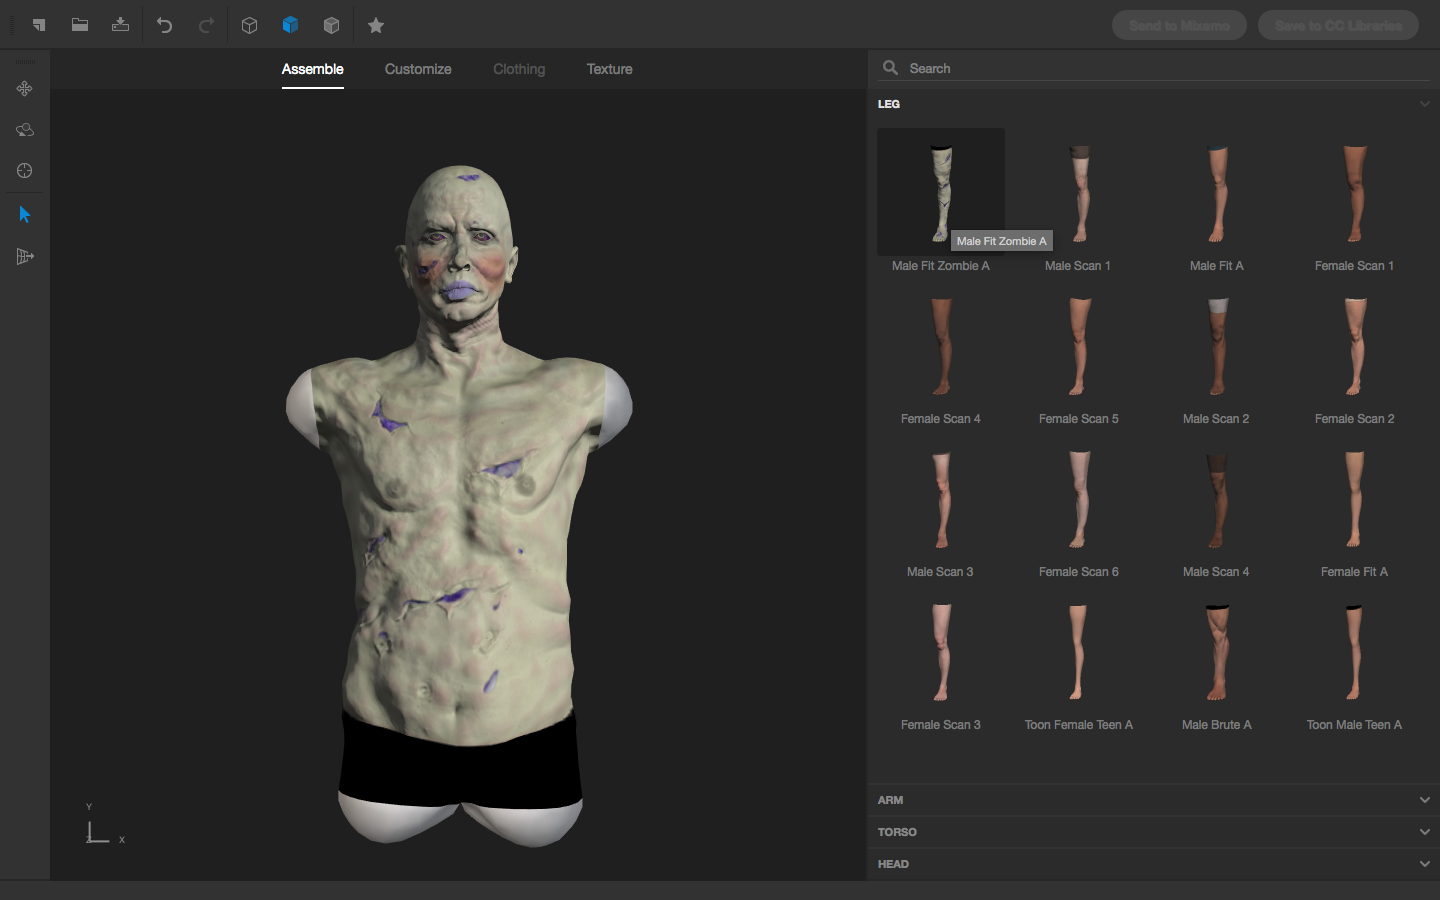 Send to Mixamo
Save to CC Libraries
Assemble
Customize
Clothing
Texture
Search
LEG
Male Fit Zombie A
Male Fit Zombie A
Male Scan 1
Male Fit A
Female Scan 1
Female Scan 4
Female Scan 5
Male Scan 2
Female Scan 2
Male Scan 3
Female Scan 6
Male Scan 4
Female Fit A
Female Scan 3
Toon Female Teen A
Male Brute A
Toon Male Teen A
ARM
TORSO
HEAD
Y
Z
X